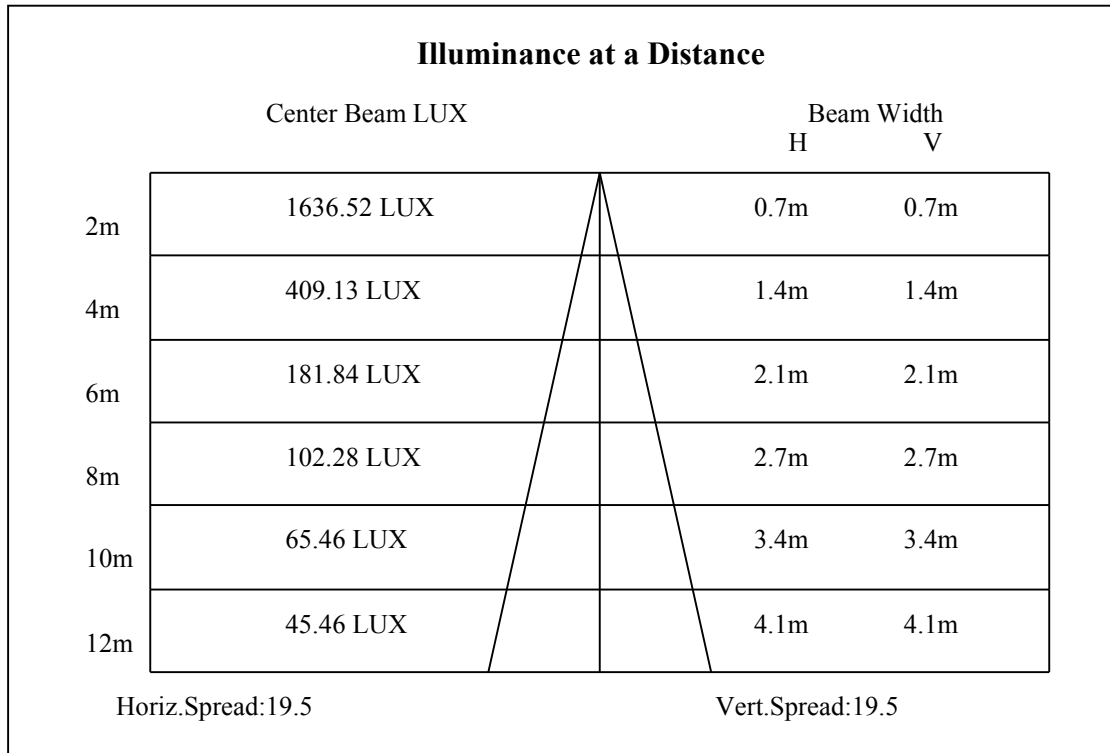 Illuminance at a Distance
Center Beam LUX Beam Width
H V
2m 1636.52 LUX 0.7m 0.7m
4m 409.13 LUX 1.4m 1.4m
6m 181.84 LUX 2.1m 2.1m
8m 102.28 LUX 2.7m 2.7m
10m 65.46 LUX 3.4m 3.4m
12m 45.46 LUX 4.1m 4.1m
Horiz.Spread:19.5 Vert.Spread:19.5